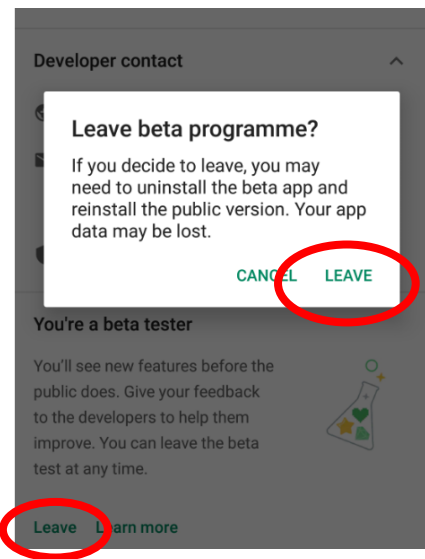 Developer contact
Leave beta programme?
If you decide to leave, you may
need to uninstall the beta app and
reinstall the public version. Your app
data may be lost.
CANCEL LEAVE
You're a beta tester
You'll see new features before the
public does. Give your feedback
to the developers to help them
improve. You can leave the beta
test at any time.
Leave Learn more